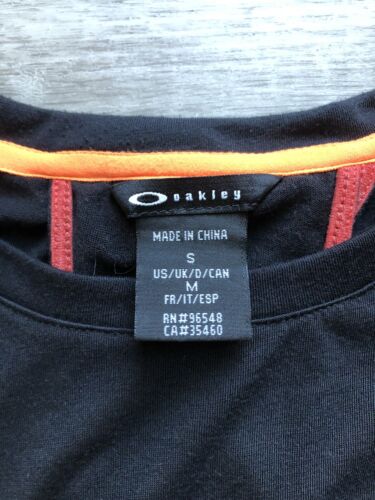 oakley
MADE IN CHINA
S
US/UK/D/CAN
M
FR/IT/ESP
RN#96548
CA#35460